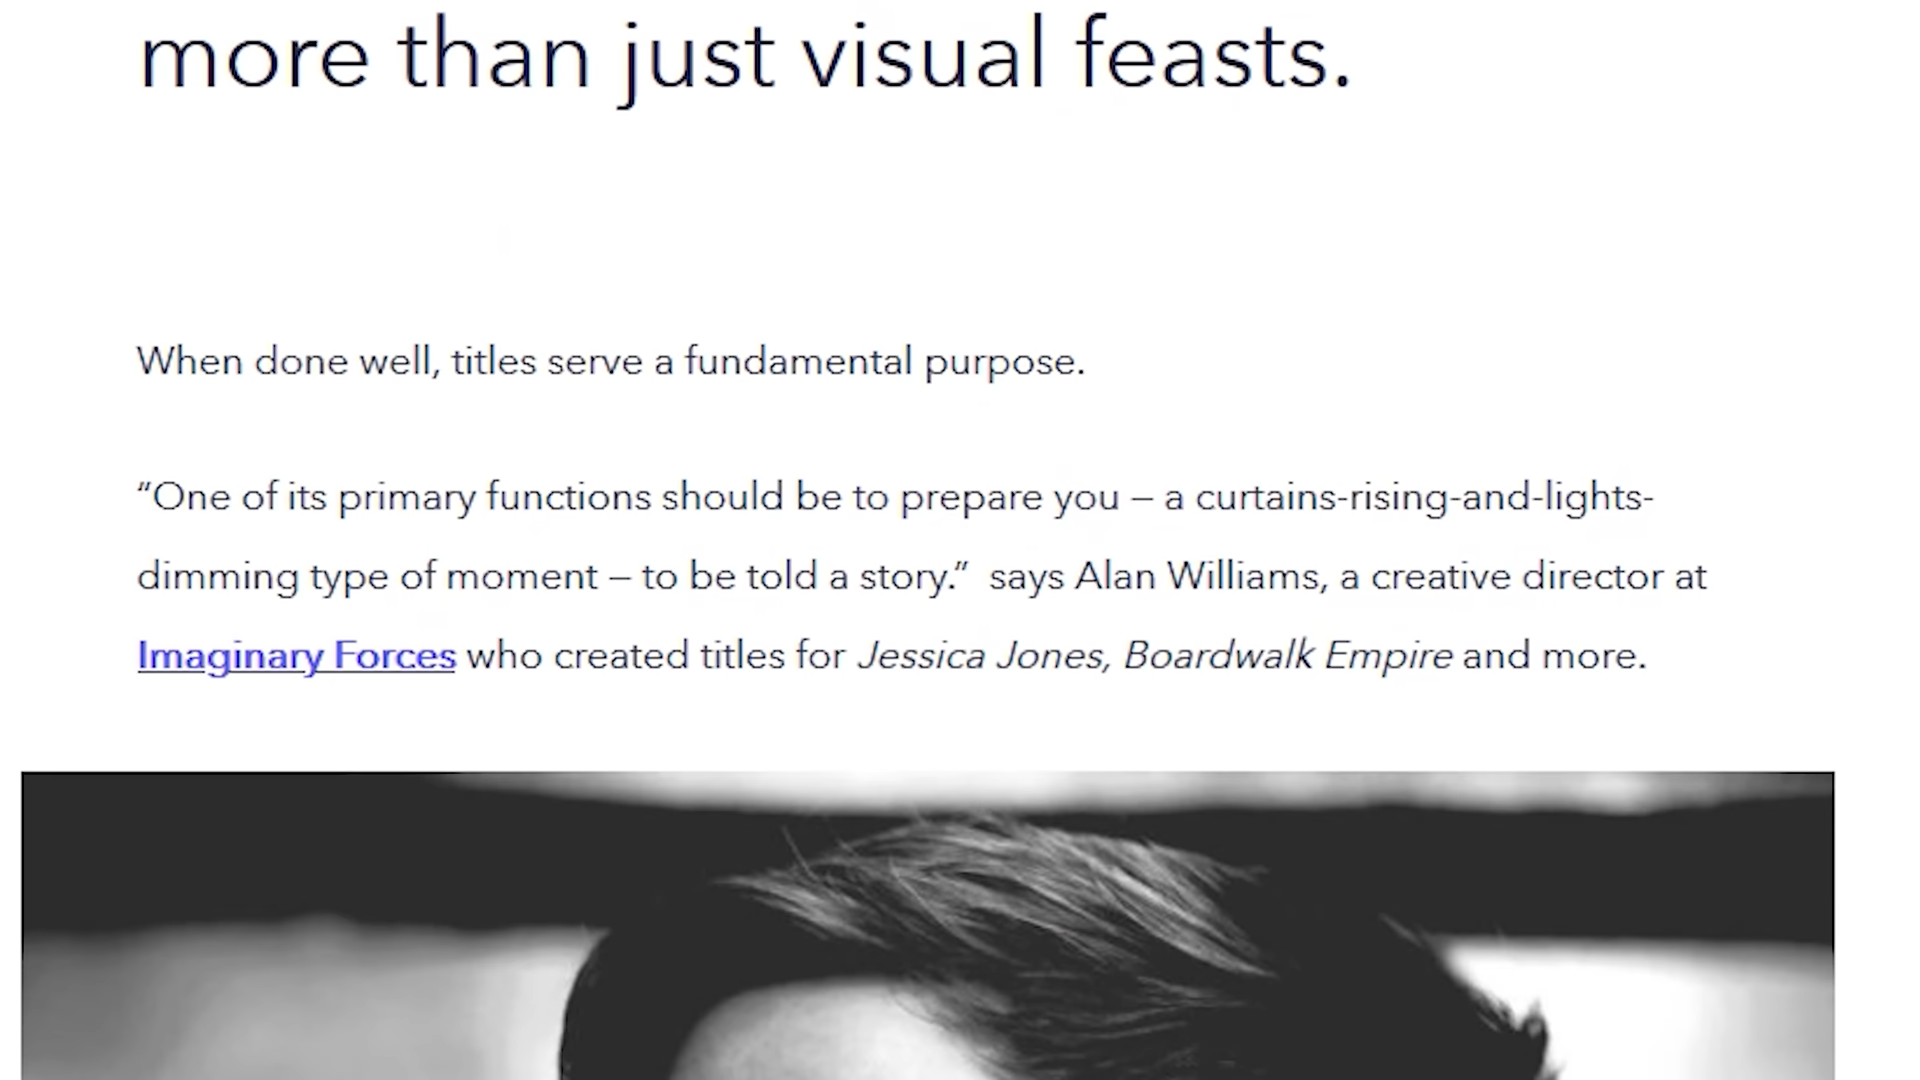 more than just visual feasts.
When done well, titles serve a fundamental purpose.
“One of its primary functions should be to prepare you – a curtains-rising-and-lights-
dimming type of moment – to be told a story.”  says Alan Williams, a creative director at
Imaginary Forces who created titles for Jessica Jones, Boardwalk Empire and more.